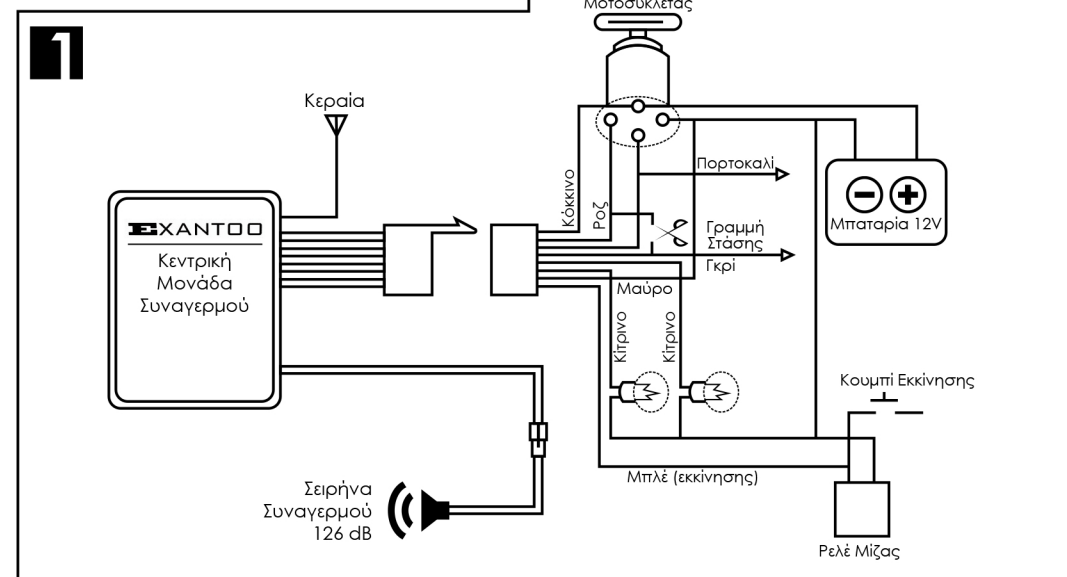 Μοτοσυκλέτας
1
Κεραία
Πορτοκαλί
Κόκκινο
Ροζ
Μπαταρία 12V
EXANTOO
Κεντρική
Μονάδα
Συναγερμού
Γραμμή
Στάσης
Γκρί
Μαύρο
Κίτρινο
Κίτρινο
Κουμπί Εκκίνησης
Μπλέ (εκκίνησης)
Σειρήνα
Συναγερμού
126 dB
Ρελέ Μίζας